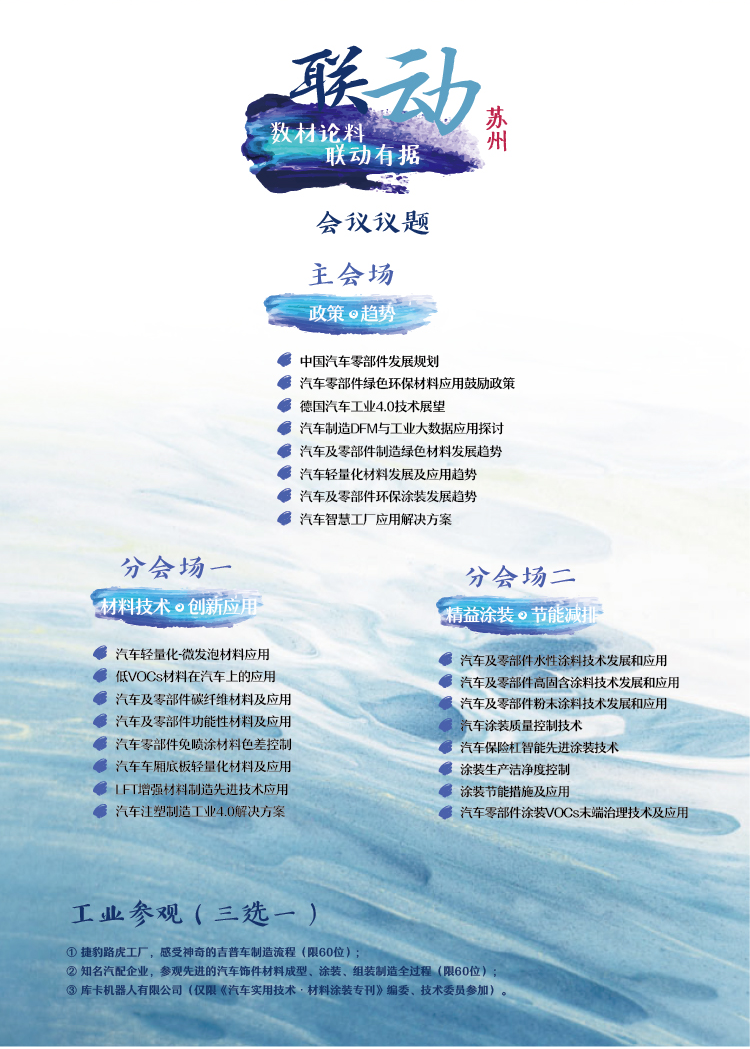 联动
苏州
数材论料
联动有据
会议议题
主会场
政策 趋势
中国汽车零部件发展规划
汽车零部件绿色环保材料应用鼓励政策
德国汽车工业4.0技术展望
汽车制造DFM与工业大数据应用探讨
汽车及零部件制造绿色材料发展趋势
汽车轻量化材料发展及应用趋势
汽车及零部件环保涂装发展趋势
汽车智慧工厂应用解决方案
分会场一
材料技术 创新应用
汽车轻量化-微发泡材料应用
低VOCs材料在汽车上的应用
汽车及零部件碳纤维材料及应用
汽车及零部件功能性材料及应用
汽车零部件免喷涂材料色差控制
汽车车厢底板轻量化材料及应用
LFT增强材料制造先进技术应用
汽车注塑制造工业4.0解决方案
分会场二
精益涂装 节能减排
汽车及零部件水性涂料技术发展和应用
汽车及零部件高固含涂料技术发展和应用
汽车及零部件粉末涂料技术发展和应用
汽车涂装质量控制技术
汽车保险杠智能先进涂装技术
涂装生产洁净度控制
涂装节能措施及应用
汽车零部件涂装VOCs末端治理技术及应用
工业参观（三选一）
① 捷豹路虎工厂，感受神奇的吉普车制造流程（限60位）；
② 知名汽配企业，参观先进的汽车饰件材料成型、涂装、组装制造全过程（限60位）；
③ 库卡机器人有限公司（仅限《汽车实用技术·材料涂装专刊》编委、技术委员参加）。